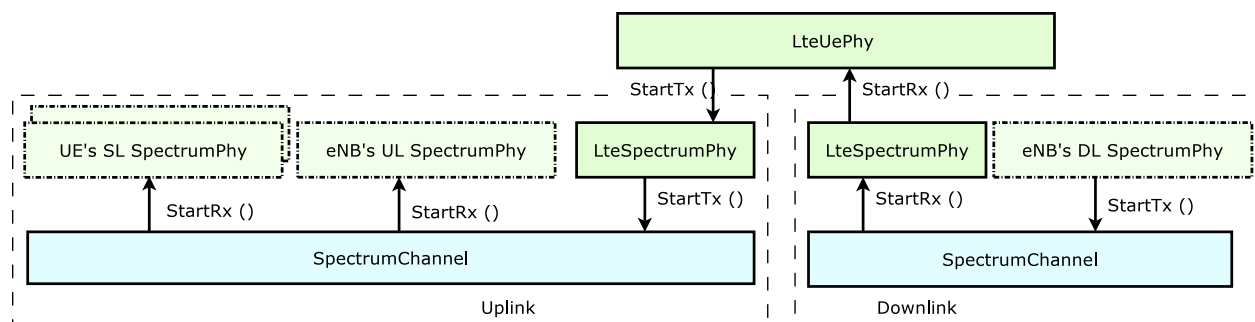 LteUePhy
StartTx ()
StartRx ()
UE's SL SpectrumPhy
eNB's UL SpectrumPhy
LteSpectrumPhy
LteSpectrumPhy
eNB's DL SpectrumPhy
StartRx ()
StartRx ()
StartTx ()
StartRx ()
StartTx ()
SpectrumChannel
SpectrumChannel
Uplink
Downlink